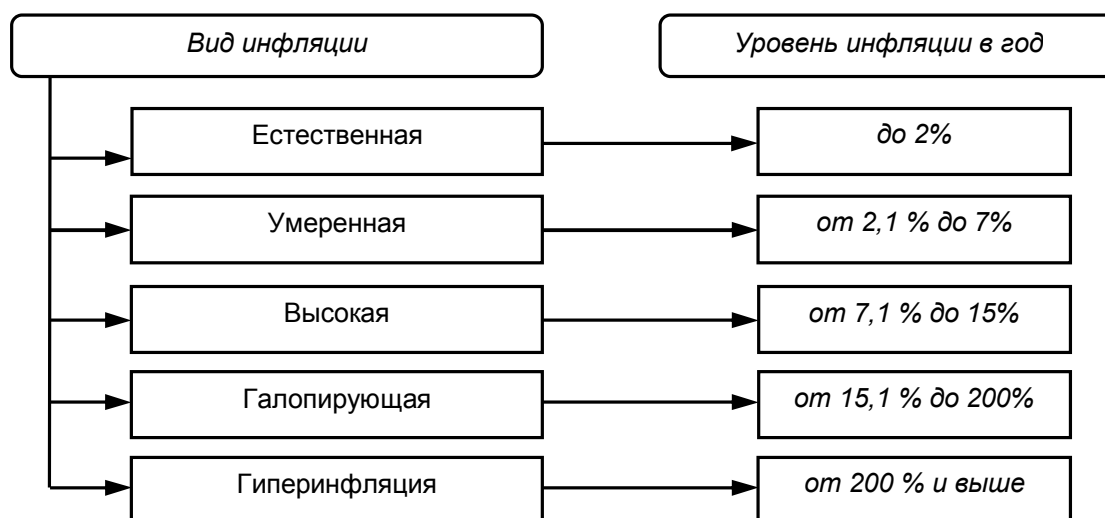 Вид инфляции
Уровень инфляции в год
Естественная
до 2%
Умеренная
от 2,1 % до 7%
Высокая
от 7,1 % до 15%
Галопирующая
от 15,1 % до 200%
Гиперинфляция
от 200 % и выше